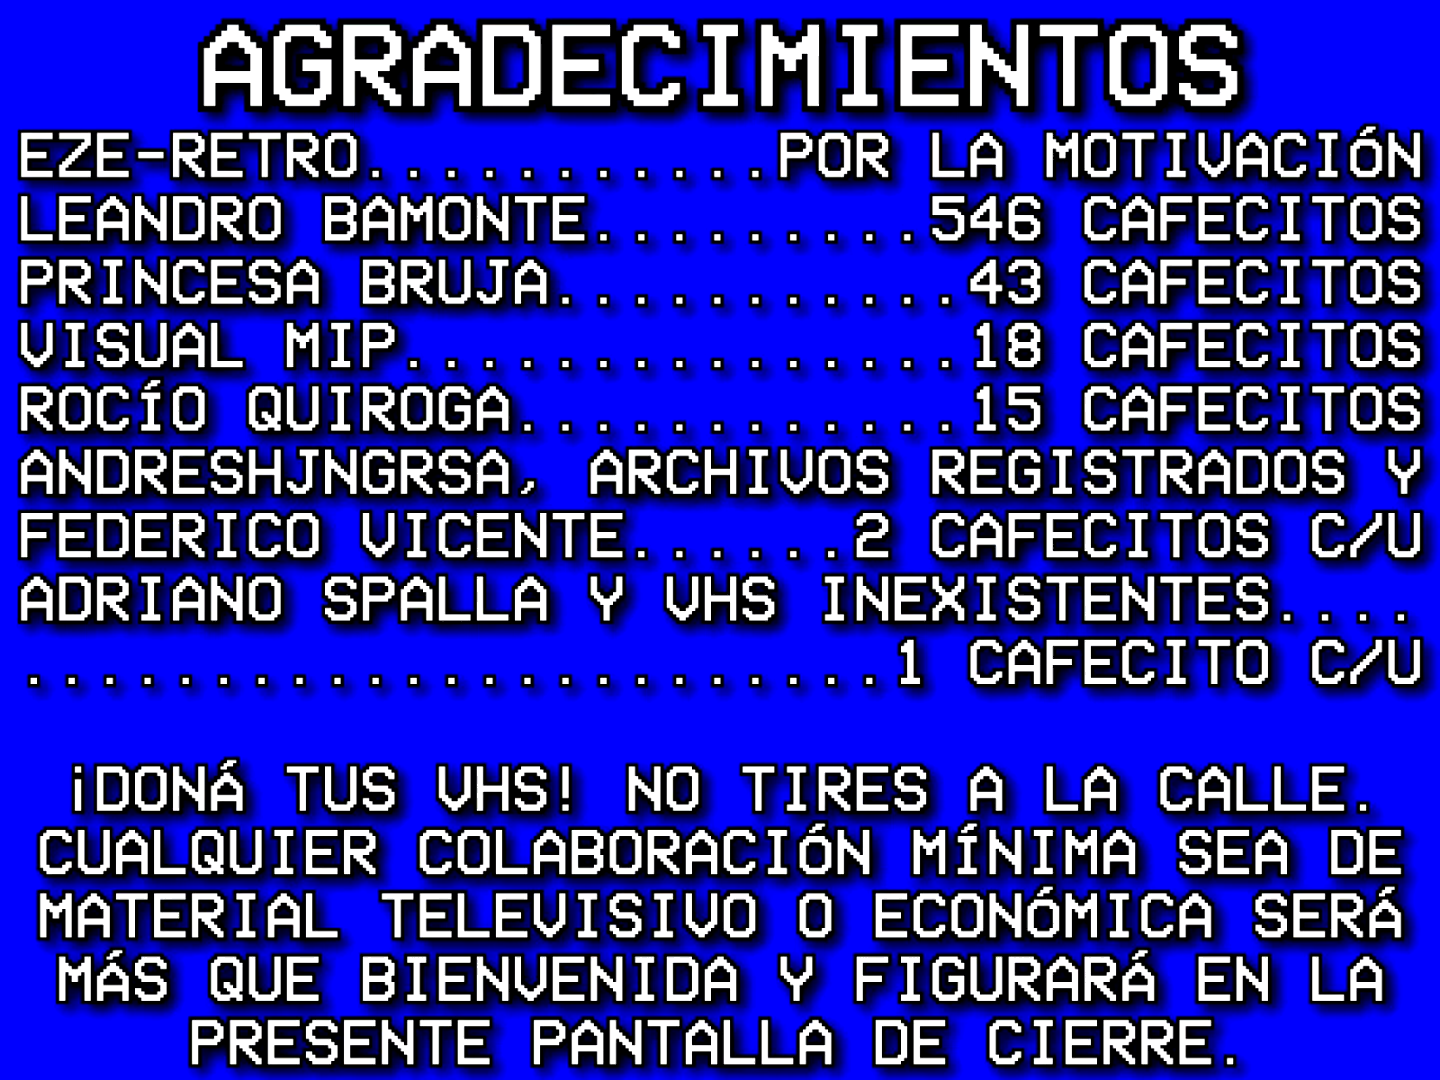 AGRADECIMIENTOS
EZE-RETRO...........POR LA MOTIVACIÓN
LEANDRO BAMONTE.........546 CAFECITOS
PRINCESA BRUJA...........43 CAFECITOS
VISUAL MIP...............18 CAFECITOS
ROCÍO QUIROGA............15 CAFECITOS
ANDRESHJNGRSA, ARCHIVOS REGISTRADOS Y
FEDERICO VICENTE......2 CAFECITOS C/U
ADRIANO SPALLA Y VHS INEXISTENTES....
.......................1 CAFECITO C/U
¡DONÁ TUS VHS! NO TIRES A LA CALLE.
CUALQUIER COLABORACIÓN MÍNIMA SEA DE
MATERIAL TELEVISIVO O ECONÓMICA SERÁ
MÁS QUE BIENVENIDA Y FIGURARÁ EN LA
PRESENTE PANTALLA DE CIERRE.